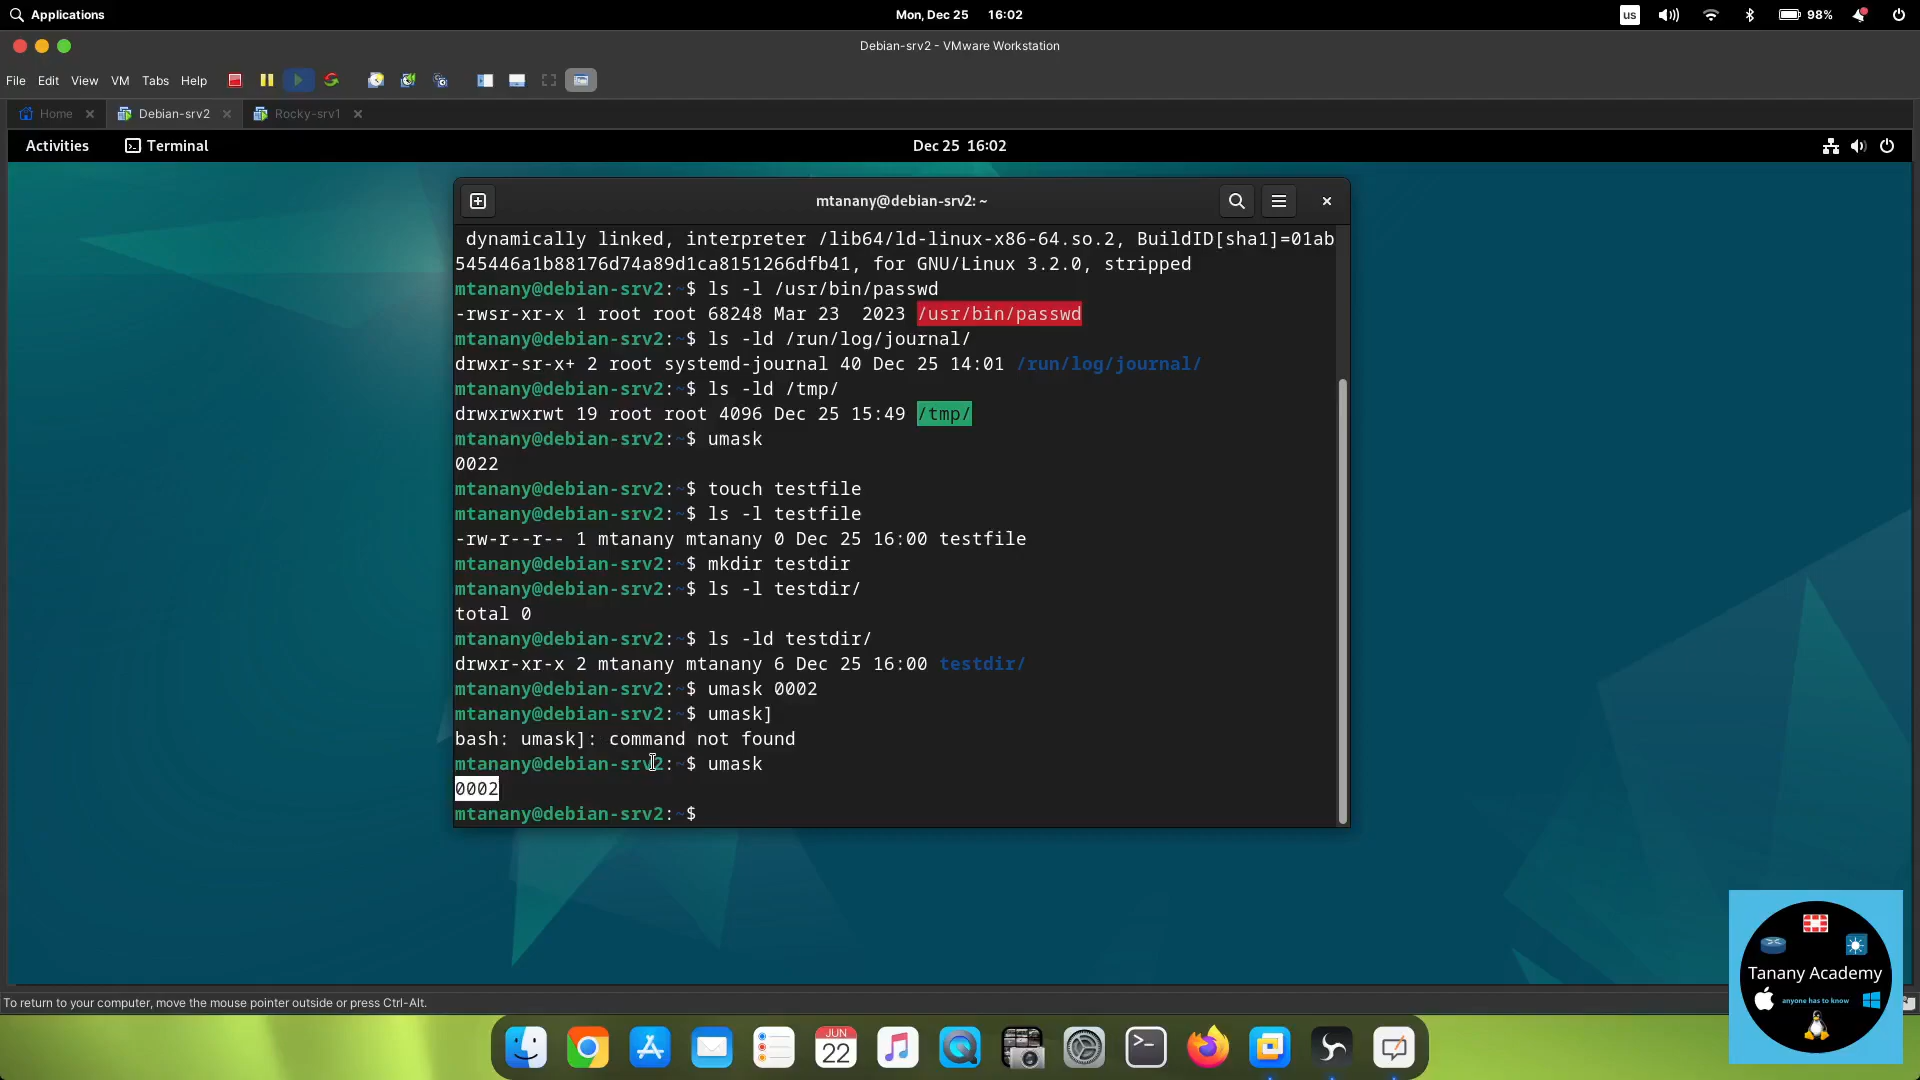 Applications
Mon, Dec 25 16:02
us
98%
Debian-srv2 - VMware Workstation
File Edit View VM Tabs Help
Home
Debian-srv2
Rocky-srv1
Activities
Terminal
Dec 25 16:02
mtanany@debian-srv2: ~
dynamically linked, interpreter /lib64/ld-linux-x86-64.so.2, BuildID[sha1]=01ab
545446a1b88176d74a89d1ca8151266dfb41, for GNU/Linux 3.2.0, stripped
mtanany@debian-srv2:~$ ls -l /usr/bin/passwd
-rwsr-xr-x 1 root root 68248 Mar 23  2023 /usr/bin/passwd
mtanany@debian-srv2:~$ ls -ld /run/log/journal/
drwxr-sr-x+ 2 root systemd-journal 40 Dec 25 14:01 /run/log/journal/
mtanany@debian-srv2:~$ ls -ld /tmp/
drwxrwxrwt 19 root root 4096 Dec 25 15:49 /tmp/
mtanany@debian-srv2:~$ umask
0022
mtanany@debian-srv2:~$ touch testfile
mtanany@debian-srv2:~$ ls -l testfile
-rw-r--r-- 1 mtanany mtanany 0 Dec 25 16:00 testfile
mtanany@debian-srv2:~$ mkdir testdir
mtanany@debian-srv2:~$ ls -l testdir/
total 0
mtanany@debian-srv2:~$ ls -ld testdir/
drwxr-xr-x 2 mtanany mtanany 6 Dec 25 16:00 testdir/
mtanany@debian-srv2:~$ umask 0002
mtanany@debian-srv2:~$ umask]
bash: umask]: command not found
mtanany@debian-srv2:~$ umask
0002
mtanany@debian-srv2:~$
Tanany Academy
anyone has to know
To return to your computer, move the mouse pointer outside or press Ctrl-Alt.
JUN
22